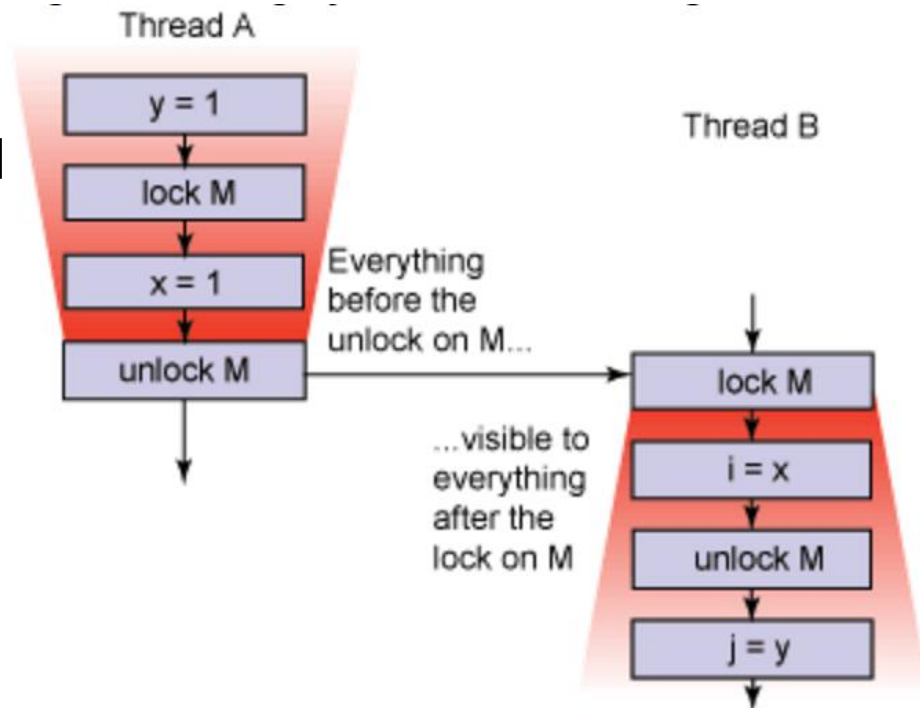 Thread A
y = 1
lock M
x = 1
unlock M
Everything
before the
unlock on M...
Thread B
lock M
...visible to
everything
after the
lock on M
i = x
unlock M
j = y